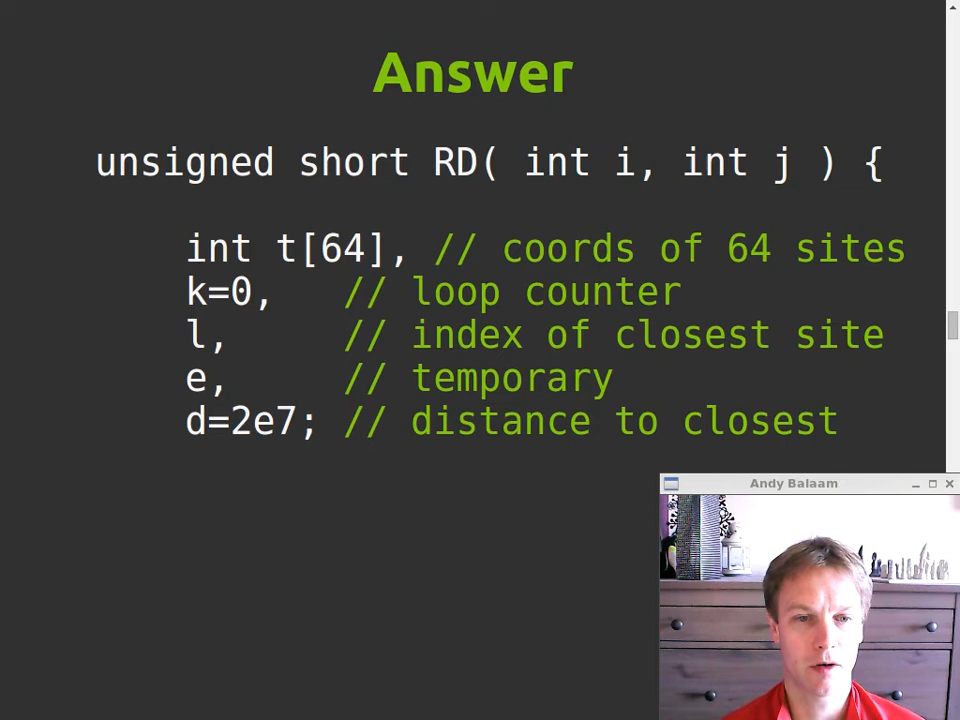 Answer
unsigned short RD( int i, int j ) {
int t[64], // coords of 64 sites
k=0, // loop counter
l, // index of closest site
e, // temporary
d=2e7; // distance to closest
Andy Balaam